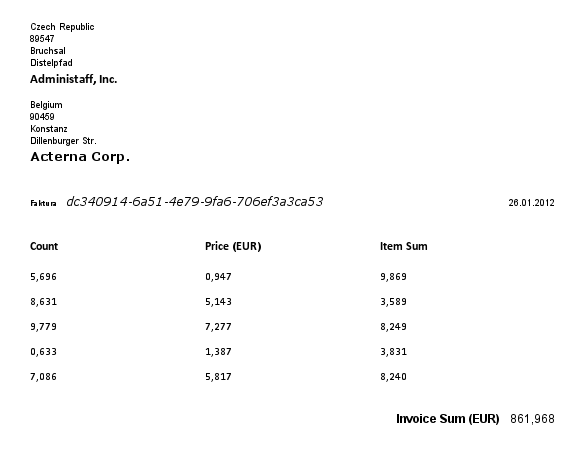 Czech Republic
89547
Bruchsal
Distelpfad
Administaff, Inc.
Belgium
90459
Konstanz
Dillenburger Str.
Acterna Corp.
Faktura dc340914-6a51-4e79-9fa6-706ef3a3ca53 26.01.2012
Count Price (EUR) Item Sum
5,696 0,947 9,869
8,631 5,143 3,589
9,779 7,277 8,249
0,633 1,387 3,831
7,086 5,817 8,240
Invoice Sum (EUR) 861,968